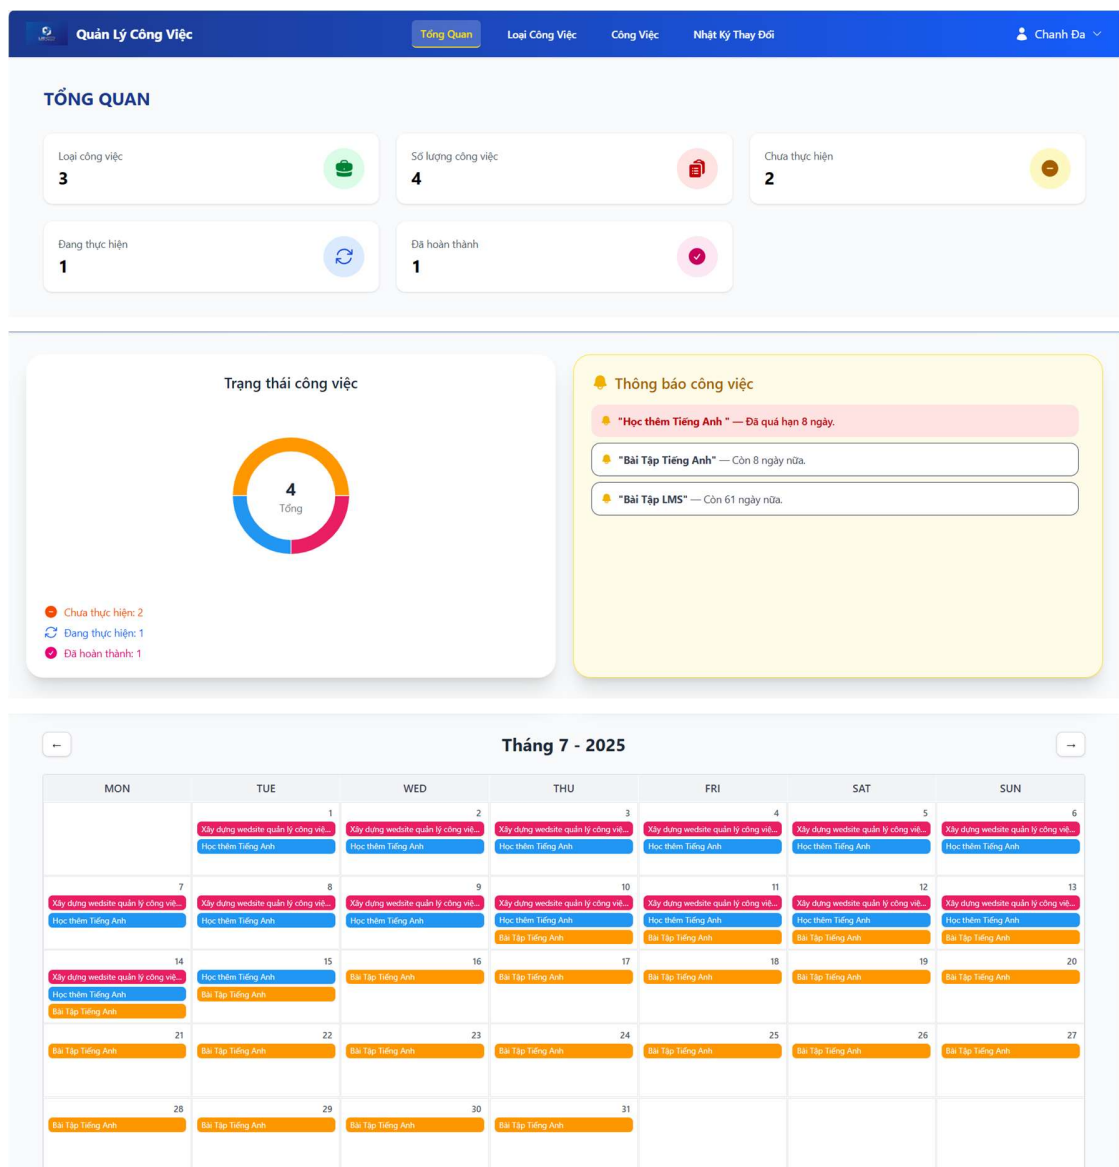 Quản Lý Công Việc
Tổng Quan
Loại Công Việc
Công Việc
Nhật Ký Thay Đổi
Chanh Đa
TỔNG QUAN
Loại công việc
3
Số lượng công việc
4
Chưa thực hiện
2
Đang thực hiện
1
Đã hoàn thành
1
Trạng thái công việc
4
Tổng
Chưa thực hiện: 2
Đang thực hiện: 1
Đã hoàn thành: 1
Thông báo công việc
"Học thêm Tiếng Anh " — Đã quá hạn 8 ngày.
"Bài Tập Tiếng Anh" — Còn 8 ngày nữa.
"Bài Tập LMS" — Còn 61 ngày nữa.
←
Tháng 7 - 2025
→
MON TUE WED THU FRI SAT SUN
1 2 3 4 5 6
Xây dựng wedsite quản lý công việ... Xây dựng wedsite quản lý công việ... Xây dựng wedsite quản lý công việ... Xây dựng wedsite quản lý công việ... Xây dựng wedsite quản lý công việ... Xây dựng wedsite quản lý công việ...
Học thêm Tiếng Anh Học thêm Tiếng Anh Học thêm Tiếng Anh Học thêm Tiếng Anh Học thêm Tiếng Anh Học thêm Tiếng Anh
7 8 9 10 11 12 13
Xây dựng wedsite quản lý công việ... Xây dựng wedsite quản lý công việ... Xây dựng wedsite quản lý công việ... Xây dựng wedsite quản lý công việ... Xây dựng wedsite quản lý công việ... Xây dựng wedsite quản lý công việ... Xây dựng wedsite quản lý công việ...
Học thêm Tiếng Anh Học thêm Tiếng Anh Học thêm Tiếng Anh Học thêm Tiếng Anh Học thêm Tiếng Anh Học thêm Tiếng Anh Học thêm Tiếng Anh
Bài Tập Tiếng Anh Bài Tập Tiếng Anh Bài Tập Tiếng Anh Bài Tập Tiếng Anh
14 15 16 17 18 19 20
Xây dựng wedsite quản lý công việ... Học thêm Tiếng Anh Bài Tập Tiếng Anh Bài Tập Tiếng Anh Bài Tập Tiếng Anh Bài Tập Tiếng Anh Bài Tập Tiếng Anh
Học thêm Tiếng Anh Bài Tập Tiếng Anh
Bài Tập Tiếng Anh
21 22 23 24 25 26 27
Bài Tập Tiếng Anh Bài Tập Tiếng Anh Bài Tập Tiếng Anh Bài Tập Tiếng Anh Bài Tập Tiếng Anh Bài Tập Tiếng Anh Bài Tập Tiếng Anh
28 29 30 31
Bài Tập Tiếng Anh Bài Tập Tiếng Anh Bài Tập Tiếng Anh Bài Tập Tiếng Anh